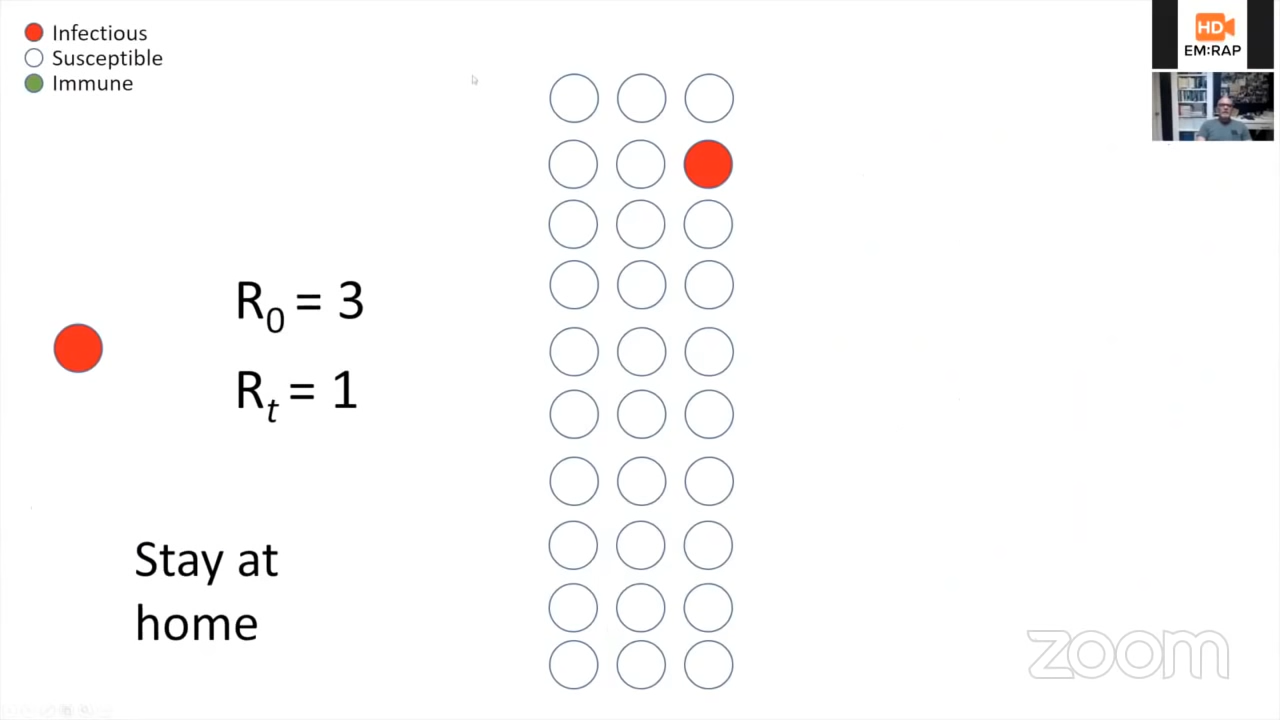 Infectious
Susceptible
Immune
HD
EM:RAP
R0 = 3
Rt = 1
Stay at
home
zoom